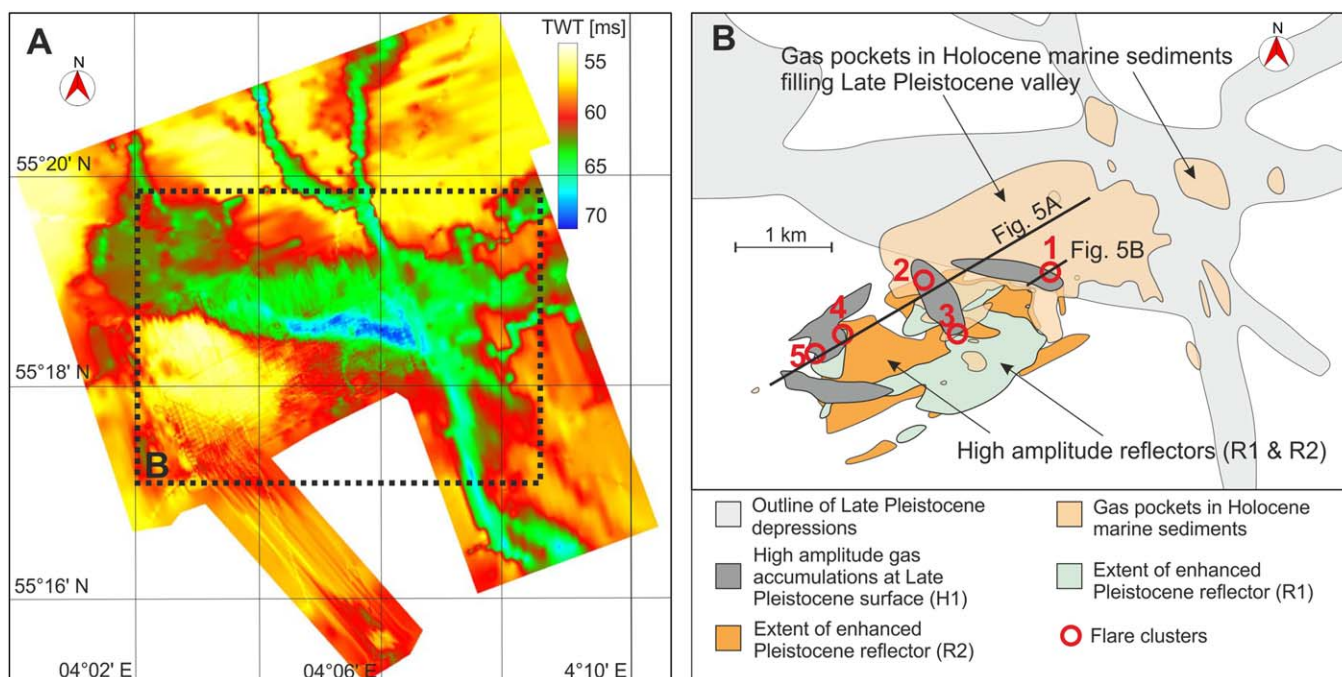 A
N
TWT [ms]
55
60
65
70
55°20' N
55°18' N
55°16' N
B
04°02' E
04°06' E
4°10' E
B
N
Gas pockets in Holocene marine sediments
filling Late Pleistocene valley
1 km
Fig. 5A
Fig. 5B
1
2
3
4
5
High amplitude reflectors (R1 & R2)
Outline of Late Pleistocene
depressions
High amplitude gas
accumulations at Late
Pleistocene surface (H1)
Extent of enhanced
Pleistocene reflector (R2)
Gas pockets in Holocene
marine sediments
Extent of enhanced
Pleistocene reflector (R1)
Flare clusters